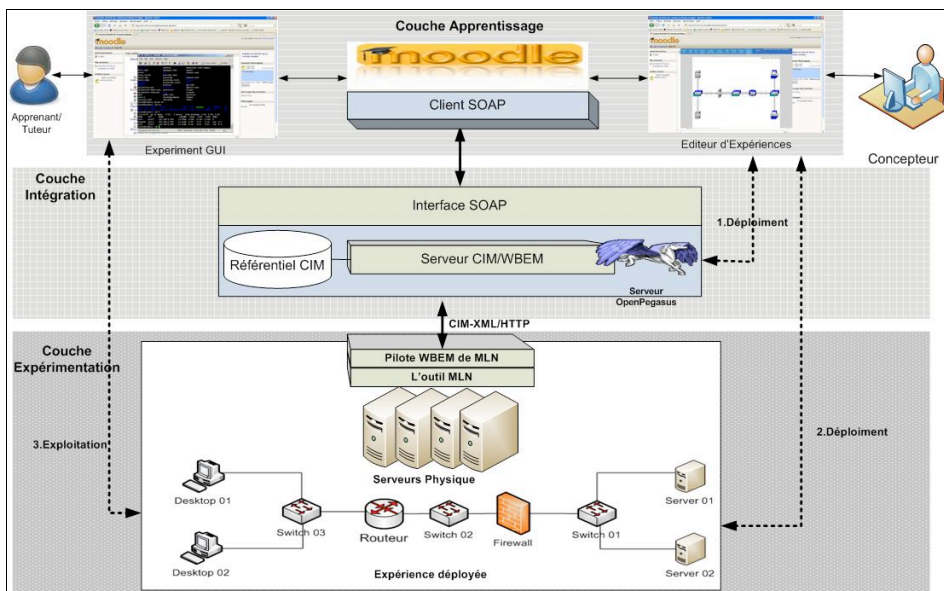 Couche Apprentissage
moodle
Client SOAP
Apprenant/
Tuteur
Experiment GUI
Editeur d'Expériences
Concepteur
Couche
Intégration
Interface SOAP
1.Déploiment
Référentiel CIM
Serveur CIM/WBEM
Serveur
OpenPegasus
CIM-XML/HTTP
Couche
Expérimentation
Pilote WBEM de MLN
L'outil MLN
3.Exploitation
2.Déploiment
Serveurs Physique
Desktop 01
Server 01
Switch 03
Routeur
Switch 02
Firewall
Switch 01
Desktop 02
Server 02
Expérience déployée